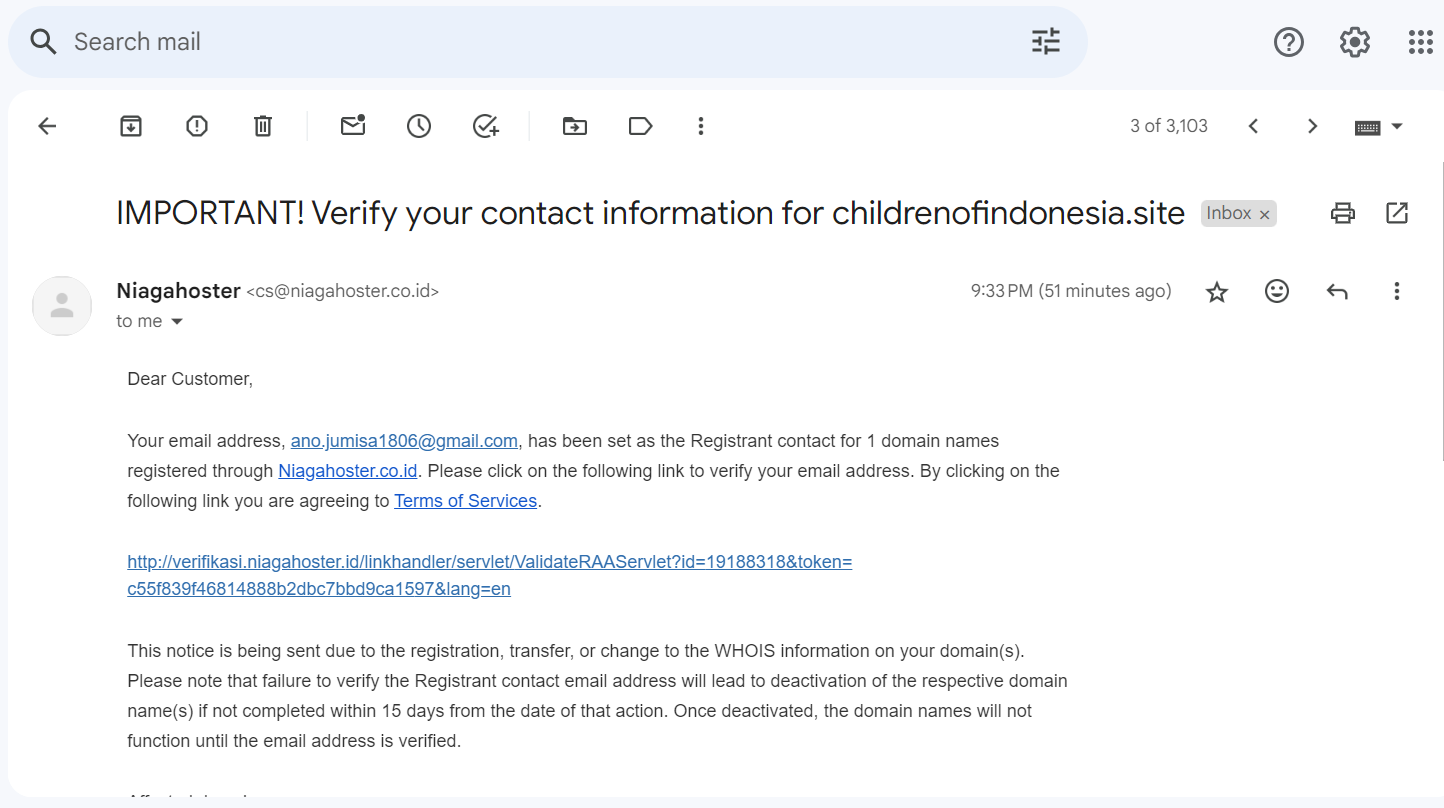 Search mail
3 of 3,103
IMPORTANT! Verify your contact information for childrenofindonesia.site Inbox ×
Niagahoster <cs@niagahoster.co.id> 9:33 PM (51 minutes ago)
to me
Dear Customer,
Your email address, ano.jumisa1806@gmail.com, has been set as the Registrant contact for 1 domain names
registered through Niagahoster.co.id. Please click on the following link to verify your email address. By clicking on the
following link you are agreeing to Terms of Services.
http://verifikasi.niagahoster.id/linkhandler/servlet/ValidateRAAServlet?id=19188318&token=
c55f839f46814888b2dbc7bbd9ca1597&lang=en
This notice is being sent due to the registration, transfer, or change to the WHOIS information on your domain(s).
Please note that failure to verify the Registrant contact email address will lead to deactivation of the respective domain
name(s) if not completed within 15 days from the date of that action. Once deactivated, the domain names will not
function until the email address is verified.